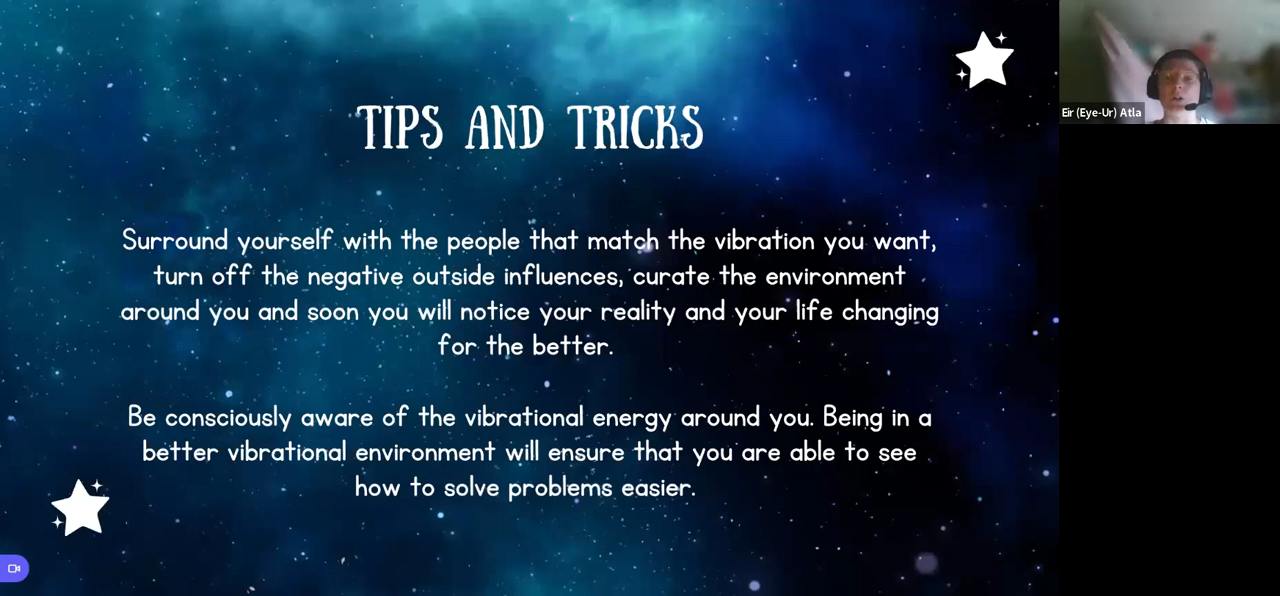 TIPS AND TRICKS
Surround yourself with the people that match the vibration you want,
turn off the negative outside influences, curate the environment
around you and soon you will notice your reality and your life changing
for the better.
Be consciously aware of the vibrational energy around you. Being in a
better vibrational environment will ensure that you are able to see
how to solve problems easier.
Eir (Eye-Ur) Atla